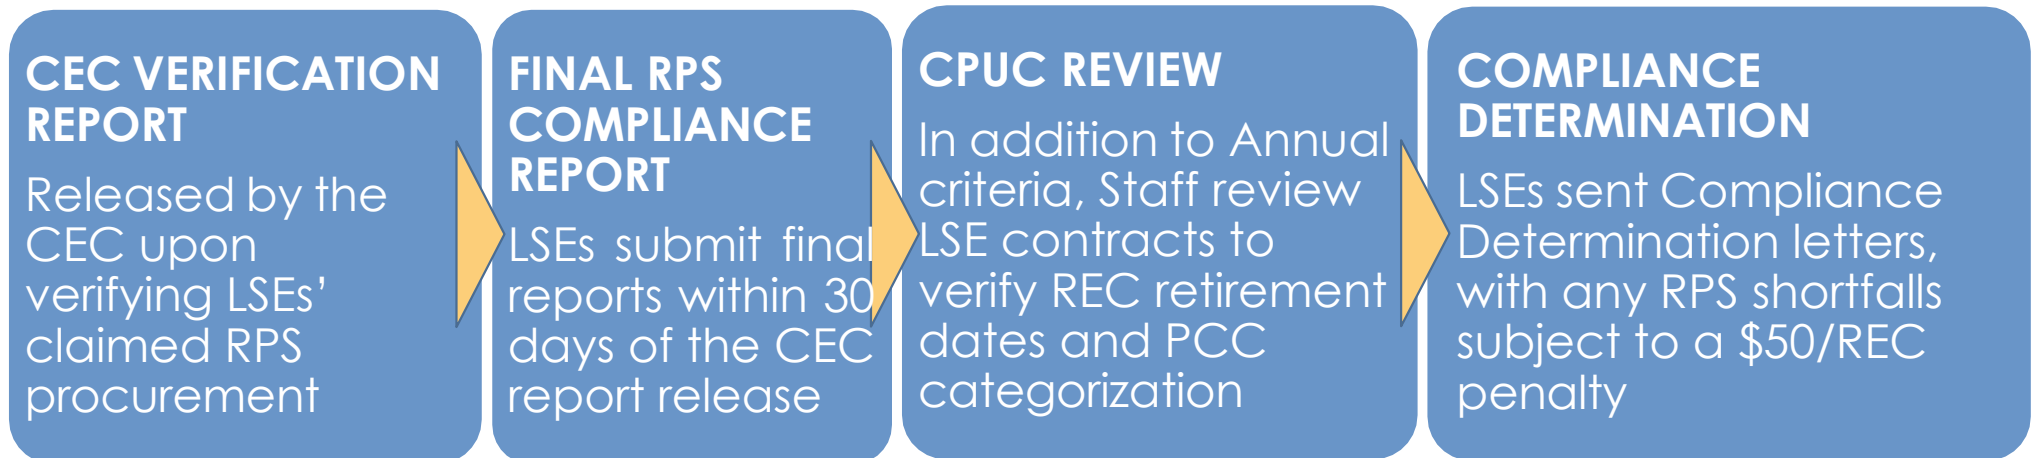 CEC VERIFICATION
REPORT
Released by the
CEC upon
verifying LSEs’
claimed RPS
procurement
FINAL RPS
COMPLIANCE
REPORT
LSEs submit final
reports within 30
days of the CEC
report release
CPUC REVIEW
In addition to Annual
criteria, Staff review
LSE contracts to
verify REC retirement
dates and PCC
categorization
COMPLIANCE
DETERMINATION
LSEs sent Compliance
Determination letters,
with any RPS shortfalls
subject to a $50/REC
penalty